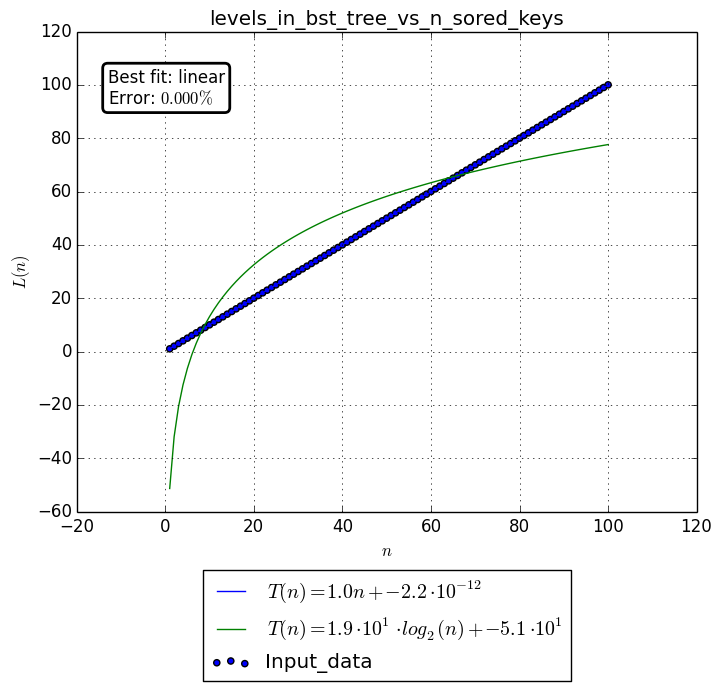 levels_in_bst_tree_vs_n_sored_keys
120
100
80
60
40
20
0
−20
−40
−60
L(n)
Best fit: linear
Error: 0.000%
−20 0 20 40 60 80 100 120
n
T(n)=1.0n+−2.2·10^{−12}
T(n)=1.9·10^1·log_2(n)+−5.1·10^1
Input_data